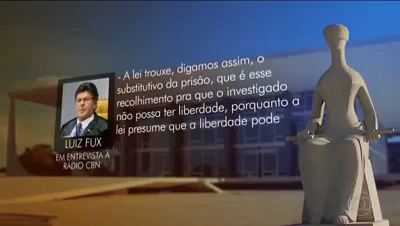 - A lei trouxe, digamos assim, o
substitutivo da prisão, que é esse
recolhimento pra que o investigado
não possa ter liberdade, porquanto a
lei presume que a liberdade pode
LUIZ FUX
EM ENTREVISTA À
RÁDIO CBN